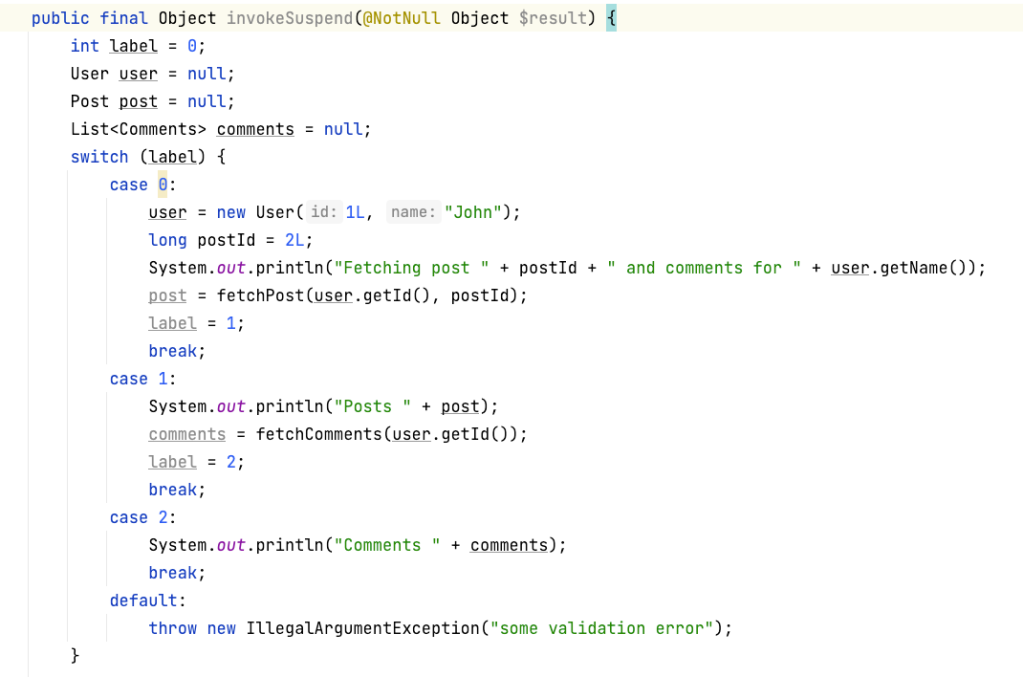 public final Object invokeSuspend(@NotNull Object $result) {
    int label = 0;
    User user = null;
    Post post = null;
    List<Comments> comments = null;
    switch (label) {
        case 0:
            user = new User( id: 1L, name: "John");
            long postId = 2L;
            System.out.println("Fetching post " + postId + " and comments for " + user.getName());
            post = fetchPost(user.getId(), postId);
            label = 1;
            break;
        case 1:
            System.out.println("Posts " + post);
            comments = fetchComments(user.getId());
            label = 2;
            break;
        case 2:
            System.out.println("Comments " + comments);
            break;
        default:
            throw new IllegalArgumentException("some validation error");
    }